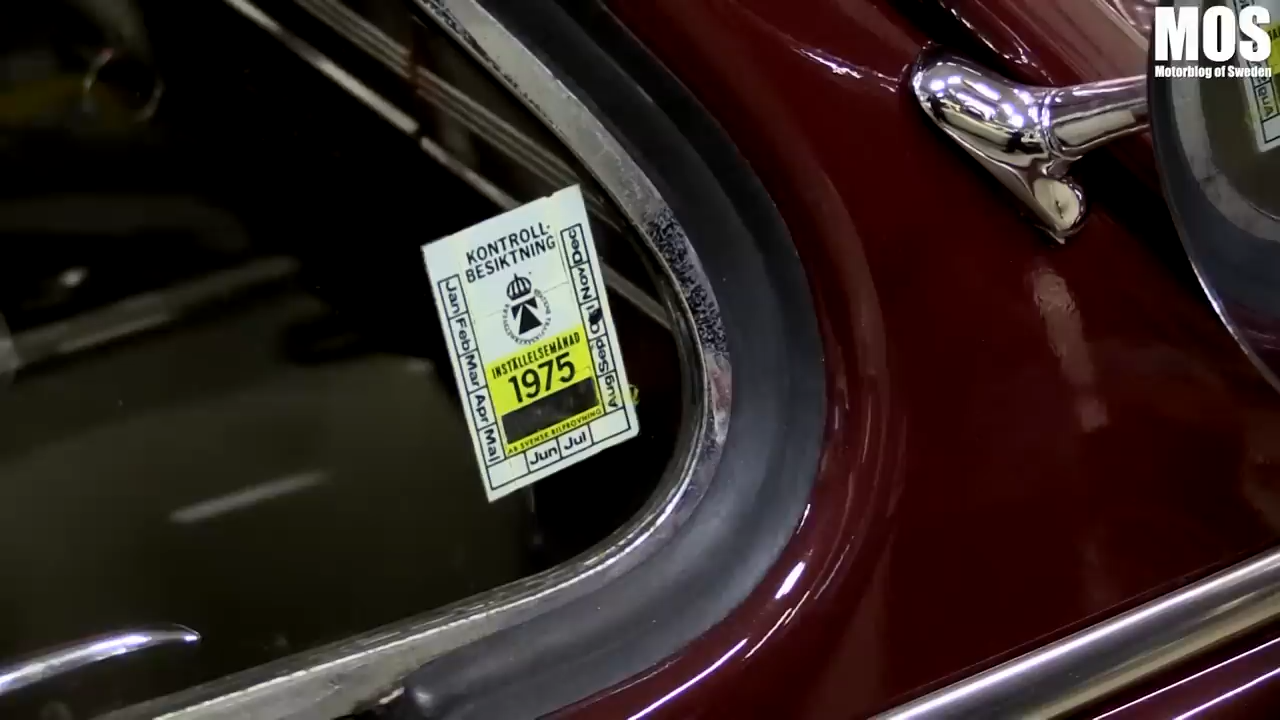 MOS
Motorblog of Sweden
KONTROLL-
BESIKTNING
Jan Feb Mar Apr Maj
Jun Jul
Aug Sep Nov Dec
INSTÄLLELSEMÅNAD
1975
AB SVENSK BILPROVNING